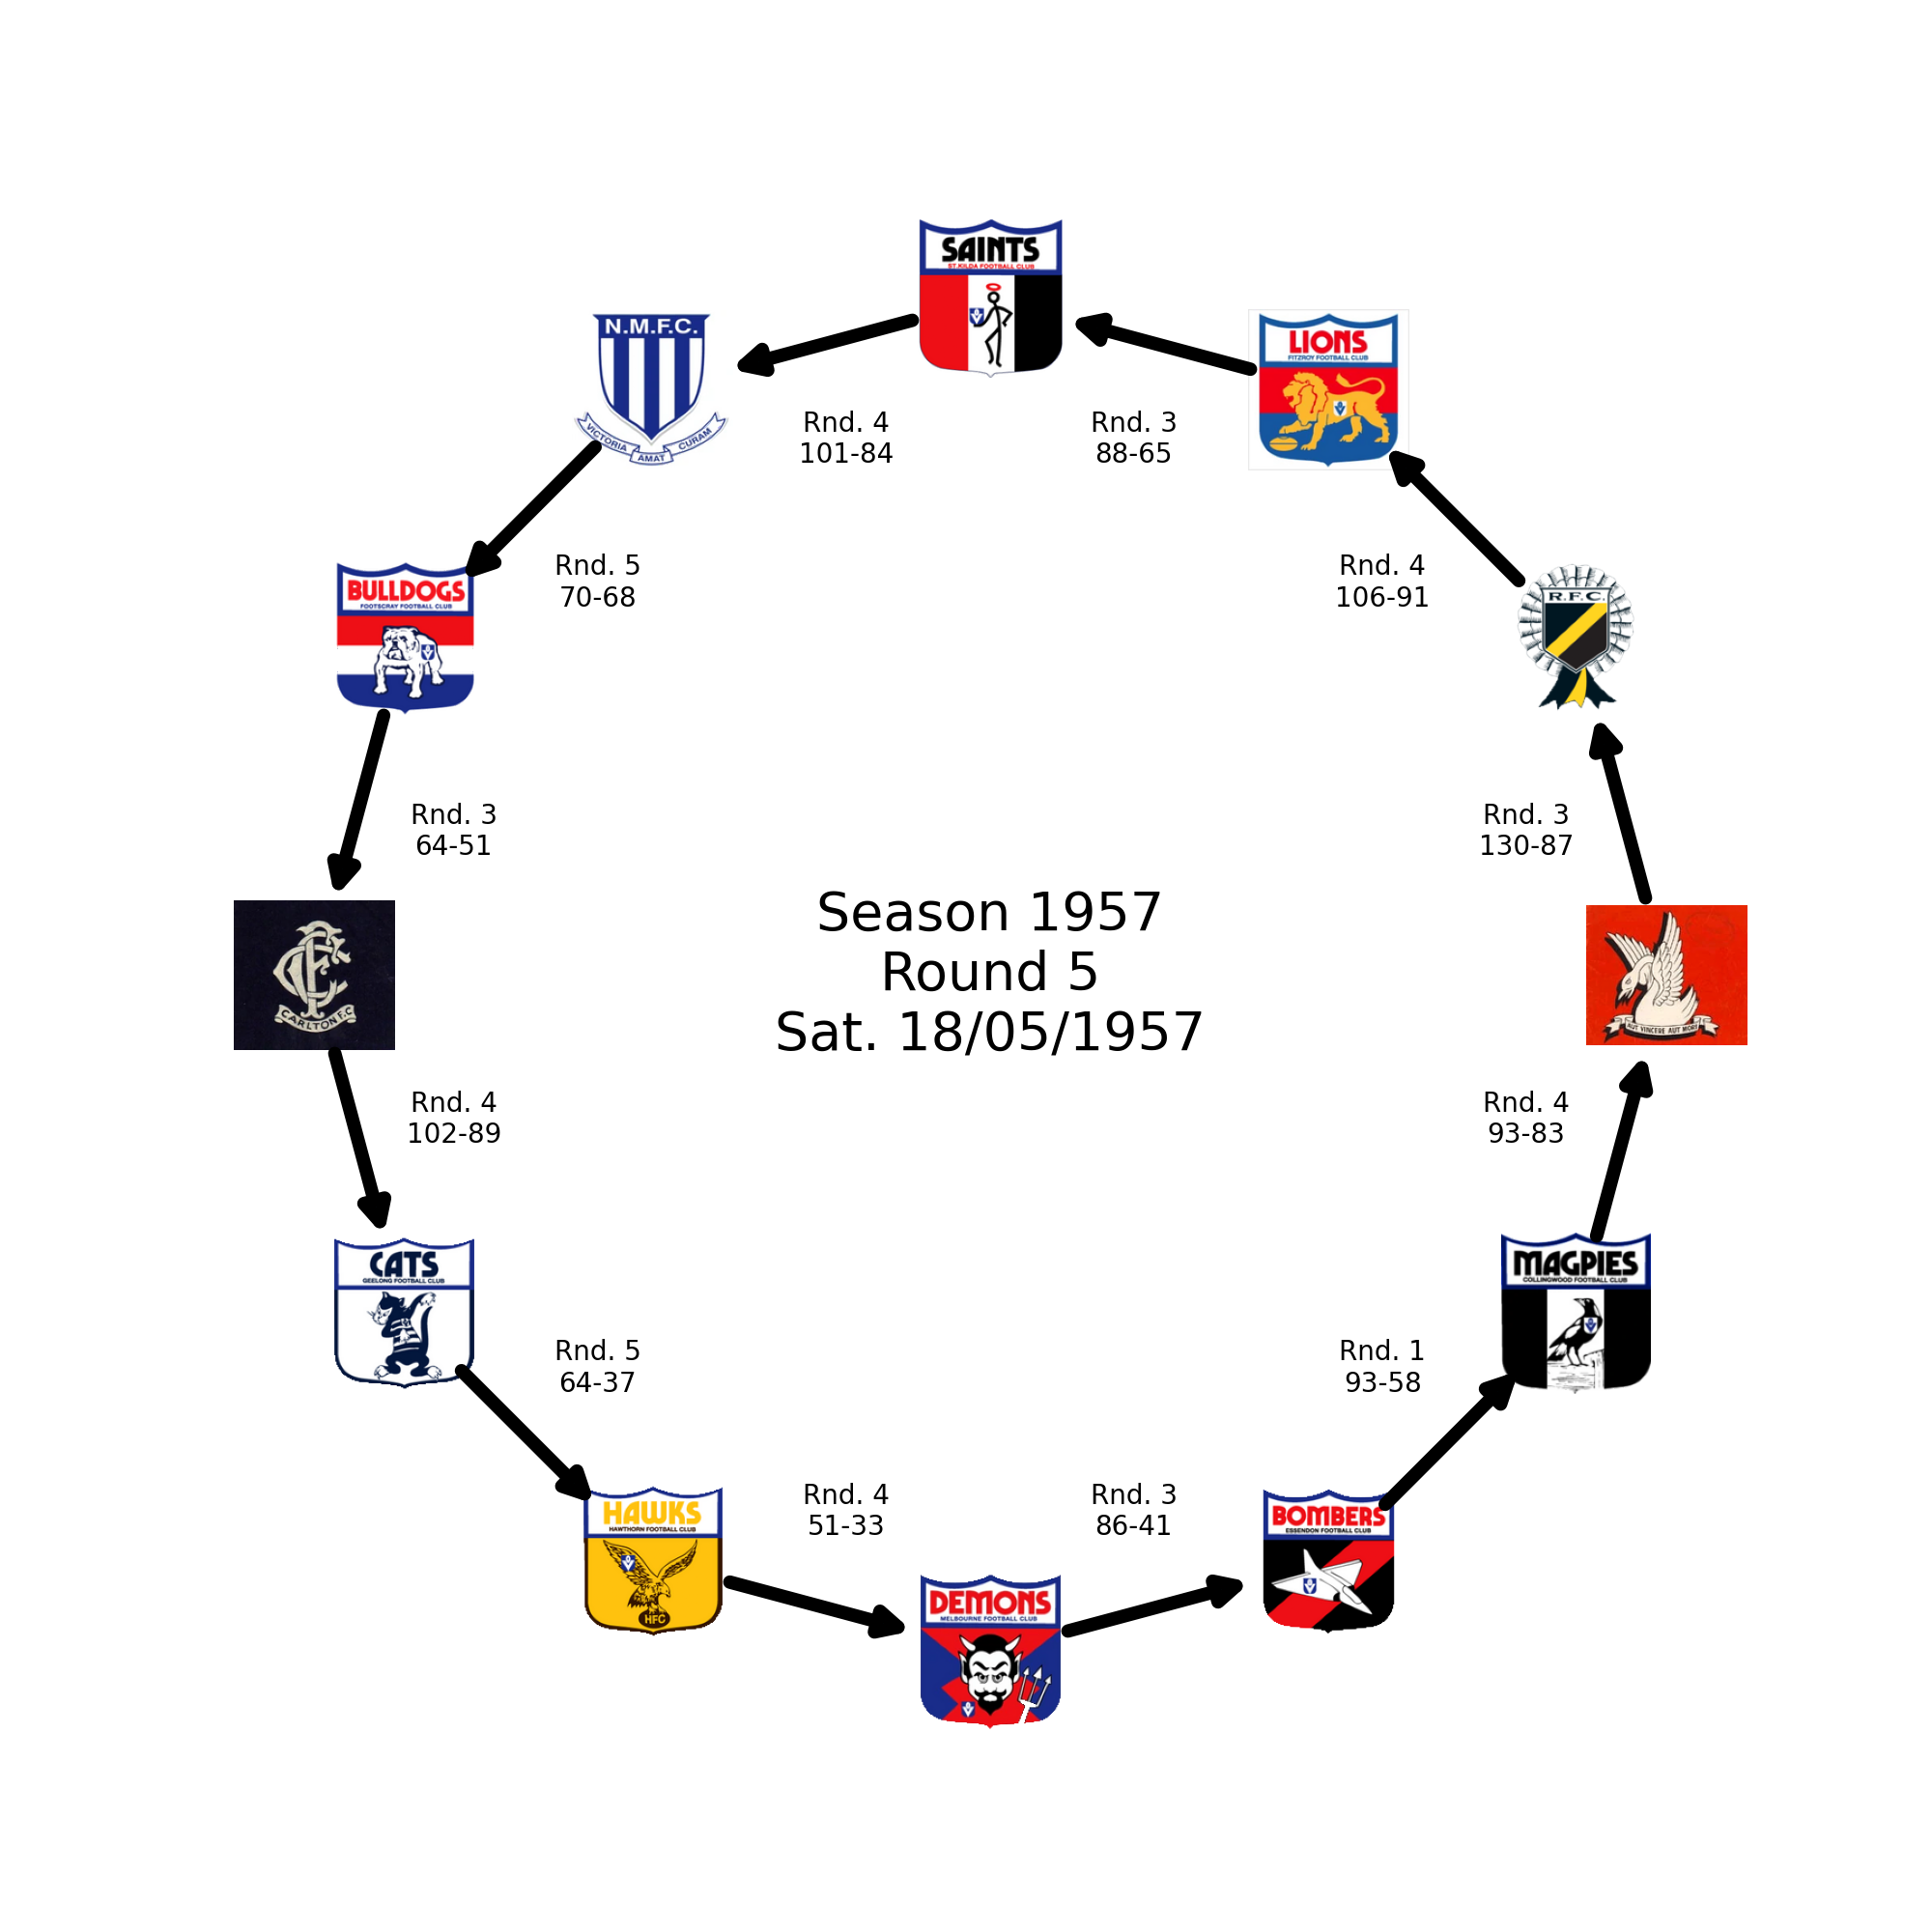 SAINTS
ST.KILDA FOOTBALL CLUB
N.M.F.C.
VICTORIA AMAT CURAM
LIONS
FITZROY FOOTBALL CLUB
Rnd. 4
101-84
Rnd. 3
88-65
Rnd. 5
70-68
Rnd. 4
106-91
BULLDOGS
FOOTSCRAY FOOTBALL CLUB
R.F.C.
Rnd. 3
64-51
Rnd. 3
130-87
Season 1957
Round 5
Sat. 18/05/1957
CFC
CARLTON F.C
AUT VINCERE AUT MORI
Rnd. 4
102-89
Rnd. 4
93-83
CATS
GEELONG FOOTBALL CLUB
MAGPIES
COLLINGWOOD FOOTBALL CLUB
Rnd. 5
64-37
Rnd. 1
93-58
HAWKS
HAWTHORN FOOTBALL CLUB
HFC
Rnd. 4
51-33
Rnd. 3
86-41
BOMBERS
ESSENDON FOOTBALL CLUB
DEMONS
MELBOURNE FOOTBALL CLUB